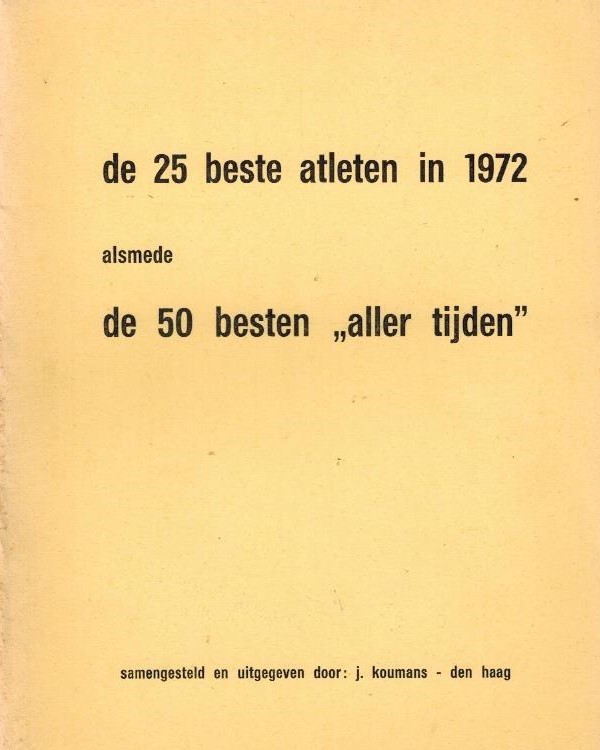 de 25 beste atleten in 1972
alsmede
de 50 besten „aller tijden”
samengesteld en uitgegeven door: j. koumans - den haag